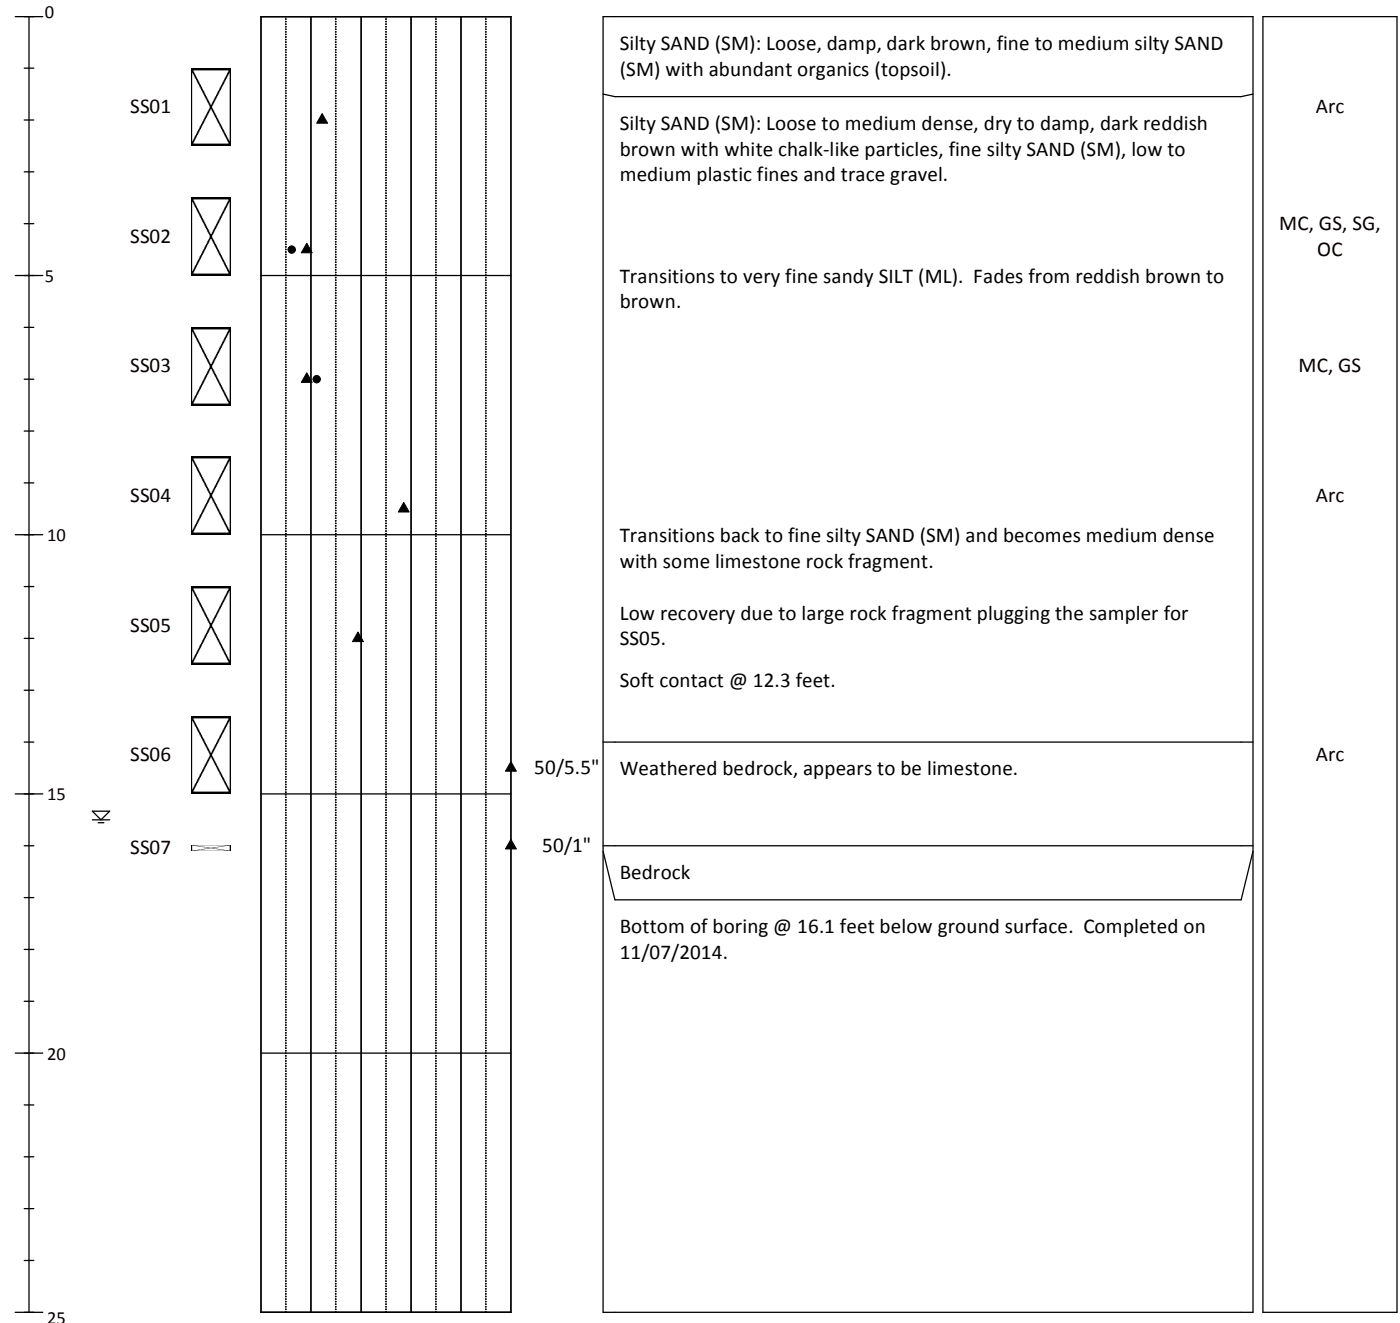 0
Silty SAND (SM): Loose, damp, dark brown, fine to medium silty SAND
(SM) with abundant organics (topsoil).
SS01
Arc
Silty SAND (SM): Loose to medium dense, dry to damp, dark reddish
brown with white chalk-like particles, fine silty SAND (SM), low to
medium plastic fines and trace gravel.
SS02
MC, GS, SG,
OC
5
Transitions to very fine sandy SILT (ML).  Fades from reddish brown to
brown.
SS03
MC, GS
SS04
Arc
10
Transitions back to fine silty SAND (SM) and becomes medium dense
with some limestone rock fragment.
SS05
Low recovery due to large rock fragment plugging the sampler for
SS05.
Soft contact @ 12.3 feet.
SS06
50/5.5"
Weathered bedrock, appears to be limestone.
Arc
15
SS07
50/1"
Bedrock
Bottom of boring @ 16.1 feet below ground surface.  Completed on
11/07/2014.
20
25